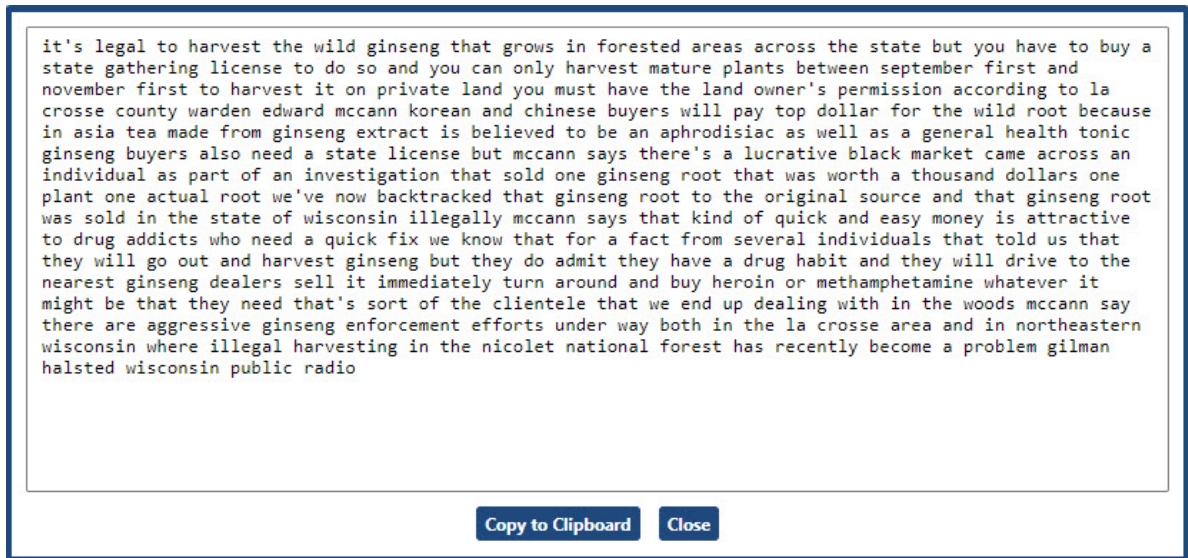 it's legal to harvest the wild ginseng that grows in forested areas across the state but you have to buy a
state gathering license to do so and you can only harvest mature plants between september first and
november first to harvest it on private land you must have the land owner's permission according to la
crosse county warden edward mccann korean and chinese buyers will pay top dollar for the wild root because
in asia tea made from ginseng extract is believed to be an aphrodisiac as well as a general health tonic
ginseng buyers also need a state license but mccann says there's a lucrative black market came across an
individual as part of an investigation that sold one ginseng root that was worth a thousand dollars one
plant one actual root we've now backtracked that ginseng root to the original source and that ginseng root
was sold in the state of wisconsin illegally mccann says that kind of quick and easy money is attractive
to drug addicts who need a quick fix we know that for a fact from several individuals that told us that
they will go out and harvest ginseng but they do admit they have a drug habit and they will drive to the
nearest ginseng dealers sell it immediately turn around and buy heroin or methamphetamine whatever it
might be that they need that's sort of the clientele that we end up dealing with in the woods mccann say
there are aggressive ginseng enforcement efforts under way both in the la crosse area and in northeastern
wisconsin where illegal harvesting in the nicolet national forest has recently become a problem gilman
halsted wisconsin public radio
Copy to Clipboard Close